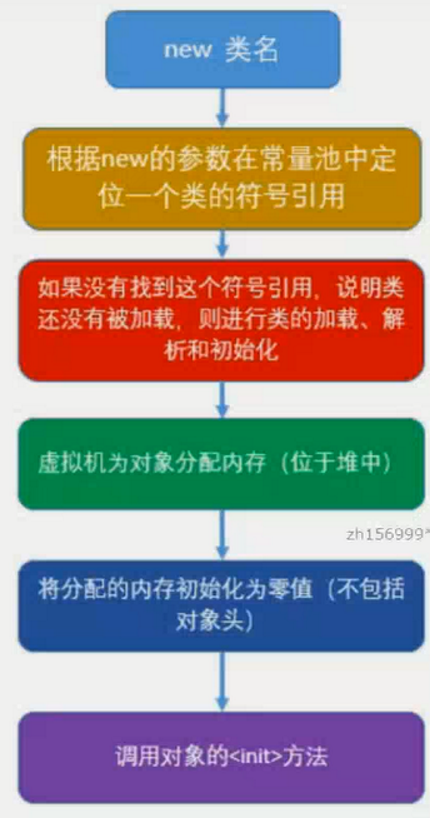 new 类名
根据new的参数在常量池中定
位一个类的符号引用
如果没有找到这个符号引用，说明类
还没有被加载，则进行类的加载、解
析和初始化
虚拟机为对象分配内存（位于堆中）
zh156999*
将分配的内存初始化为零值（不包括
对象头）
调用对象的<init>方法